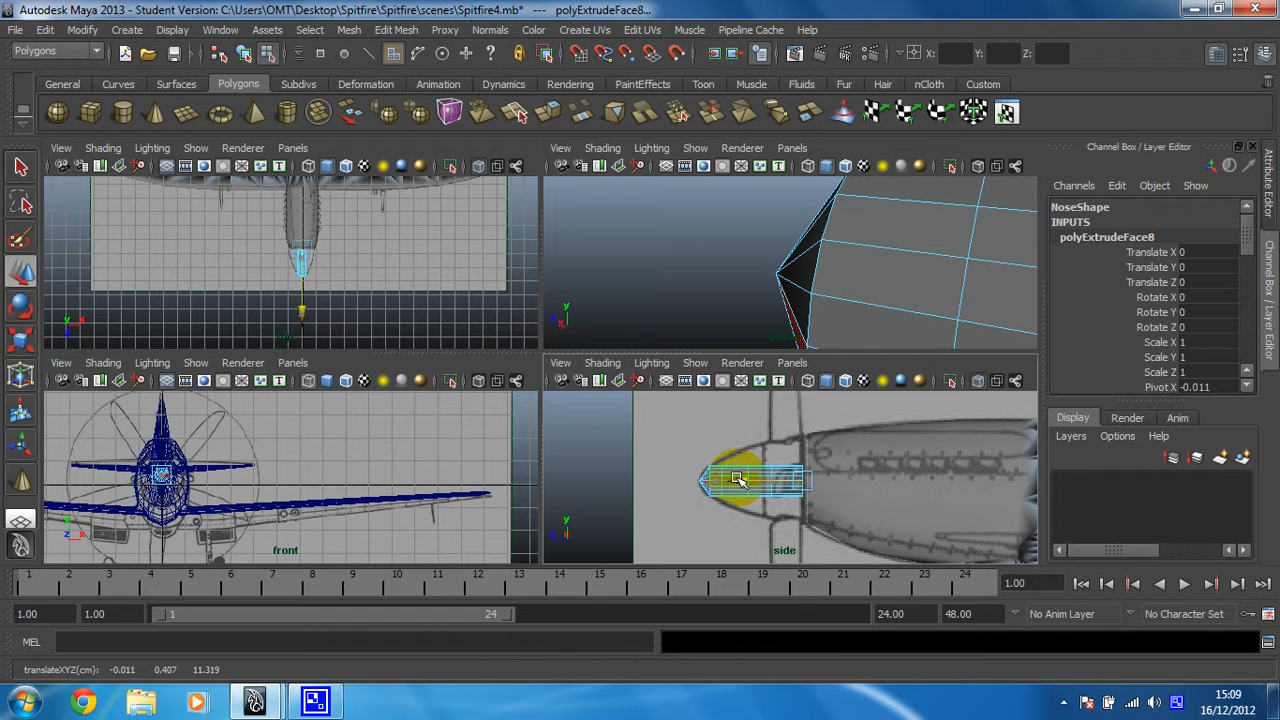 Autodesk Maya 2013 - Student Version: C:\Users\OMT\Desktop\Spitfire\Spitfire\scenes\Spitfire4.mb* --- polyExtrudeFace8...
File Edit Modify Create Display Window Assets Select Mesh Edit Mesh Proxy Normals Color Create UVs Edit UVs Muscle Pipeline Cache Help
Polygons X: Y: Z:
General Curves Surfaces Polygons Subdivs Deformation Animation Dynamics Rendering PaintEffects Toon Muscle Fluids Fur Hair nCloth Custom
View Shading Lighting Show Renderer Panels
View Shading Lighting Show Renderer Panels
Channel Box / Layer Editor
Channels Edit Object Show
NoseShape
INPUTS
polyExtrudeFace8
Translate X 0
Translate Y 0
Translate Z 0
Rotate X 0
Rotate Y 0
Rotate Z 0
Scale X 1
Scale Y 1
Scale Z 1
Pivot X -0.011
Attribute Editor
Channel Box / Layer Editor
View Shading Lighting Show Renderer Panels
View Shading Lighting Show Renderer Panels
Display Render Anim
Layers Options Help
front
side
1 2 3 4 5 6 7 8 9 10 11 12 13 14 15 16 17 18 19 20 21 22 23 24 1.00
1.00 1.00 1 24 24.00 48.00 No Anim Layer No Character Set
MEL
translateXYZ(cm): -0.011 0.407 11.319
15:09
16/12/2012